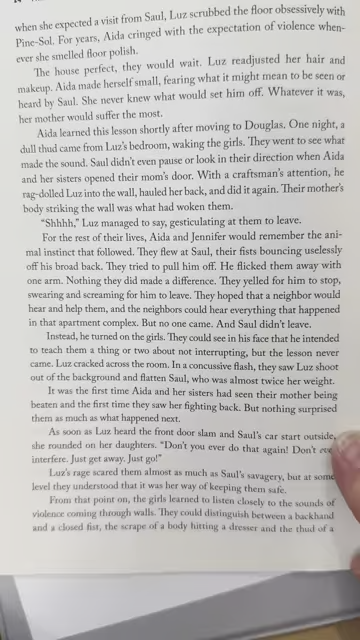 when she expected a visit from Saul, Luz scrubbed the floor obsessively with
Pine-Sol. For years, Aida cringed with the expectation of violence when-
ever she smelled floor polish.
The house perfect, they would wait. Luz readjusted her hair and
makeup. Aida made herself small, fearing what it might mean to be seen or
heard by Saul. She never knew what would set him off. Whatever it was,
her mother would suffer the most.
Aida learned this lesson shortly after moving to Douglas. One night, a
dull thud came from Luz's bedroom, waking the girls. They went to see what
made the sound. Saul didn't even pause or look in their direction when Aida
and her sisters opened their mom's door. With a craftsman's attention, he
rag-dolled Luz into the wall, hauled her back, and did it again. Their mother's
body striking the wall was what had woken them.
"Shhhh," Luz managed to say, gesticulating at them to leave.
For the rest of their lives, Aida and Jennifer would remember the ani-
mal instinct that followed. They flew at Saul, their fists bouncing uselessly
off his broad back. They tried to pull him off. He flicked them away with
one arm. Nothing they did made a difference. They yelled for him to stop,
swearing and screaming for him to leave. They hoped that a neighbor would
hear and help them, and the neighbors could hear everything that happened
in that apartment complex. But no one came. And Saul didn't leave.
Instead, he turned on the girls. They could see in his face that he intended
to teach them a thing or two about not interrupting, but the lesson never
came. Luz cracked across the room. In a concussive flash, they saw Luz shoot
out of the background and flatten Saul, who was almost twice her weight.
It was the first time Aida and her sisters had seen their mother being
beaten and the first time they saw her fighting back. But nothing surprised
them as much as what happened next.
As soon as Luz heard the front door slam and Saul's car start outside,
she rounded on her daughters. "Don't you ever do that again! Don't eve
interfere. Just get away. Just go!"
Luz's rage scared them almost as much as Saul's savagery, but at some
level they understood that it was her way of keeping them safe.
From that point on, the girls learned to listen closely to the sounds of
violence coming through walls. They could distinguish between a backhand
and a closed fist, the scrape of a body hitting a dresser and the thud of a